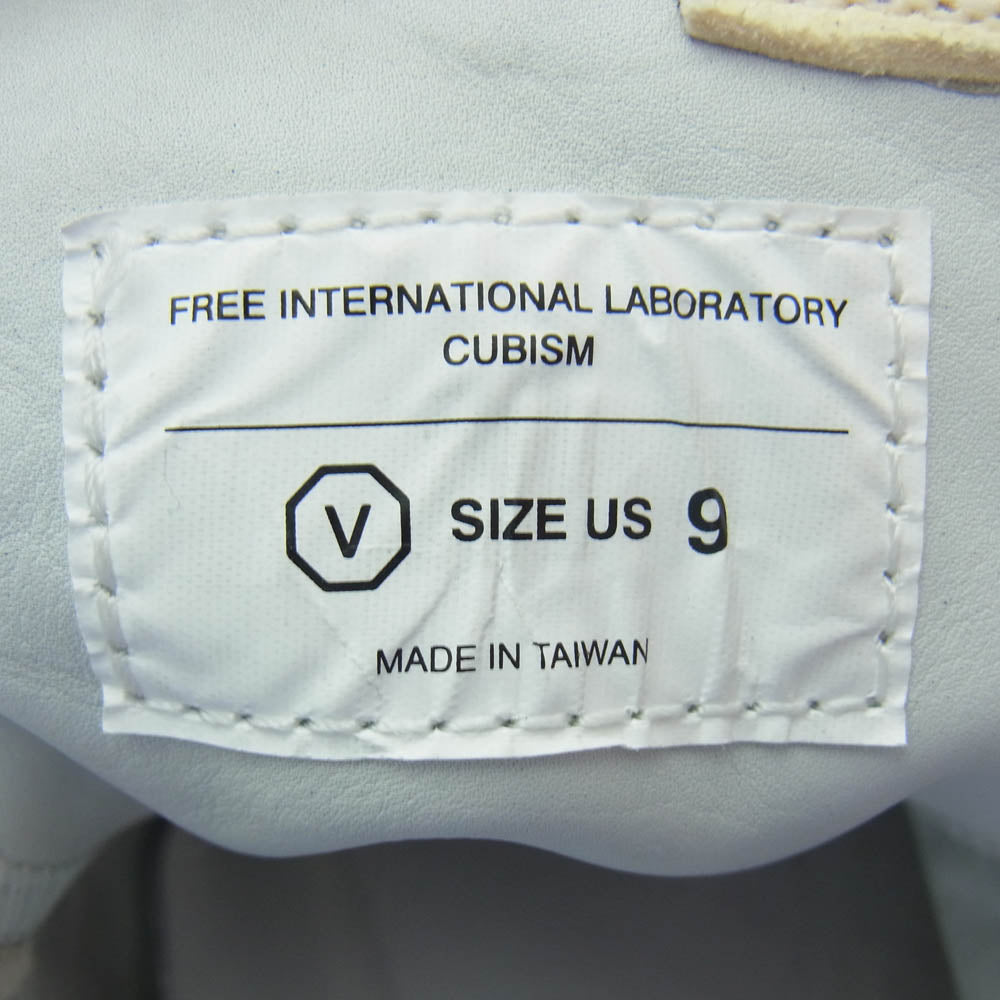 FREE INTERNATIONAL LABORATORY
CUBISM
V SIZE US 9
MADE IN TAIWAN